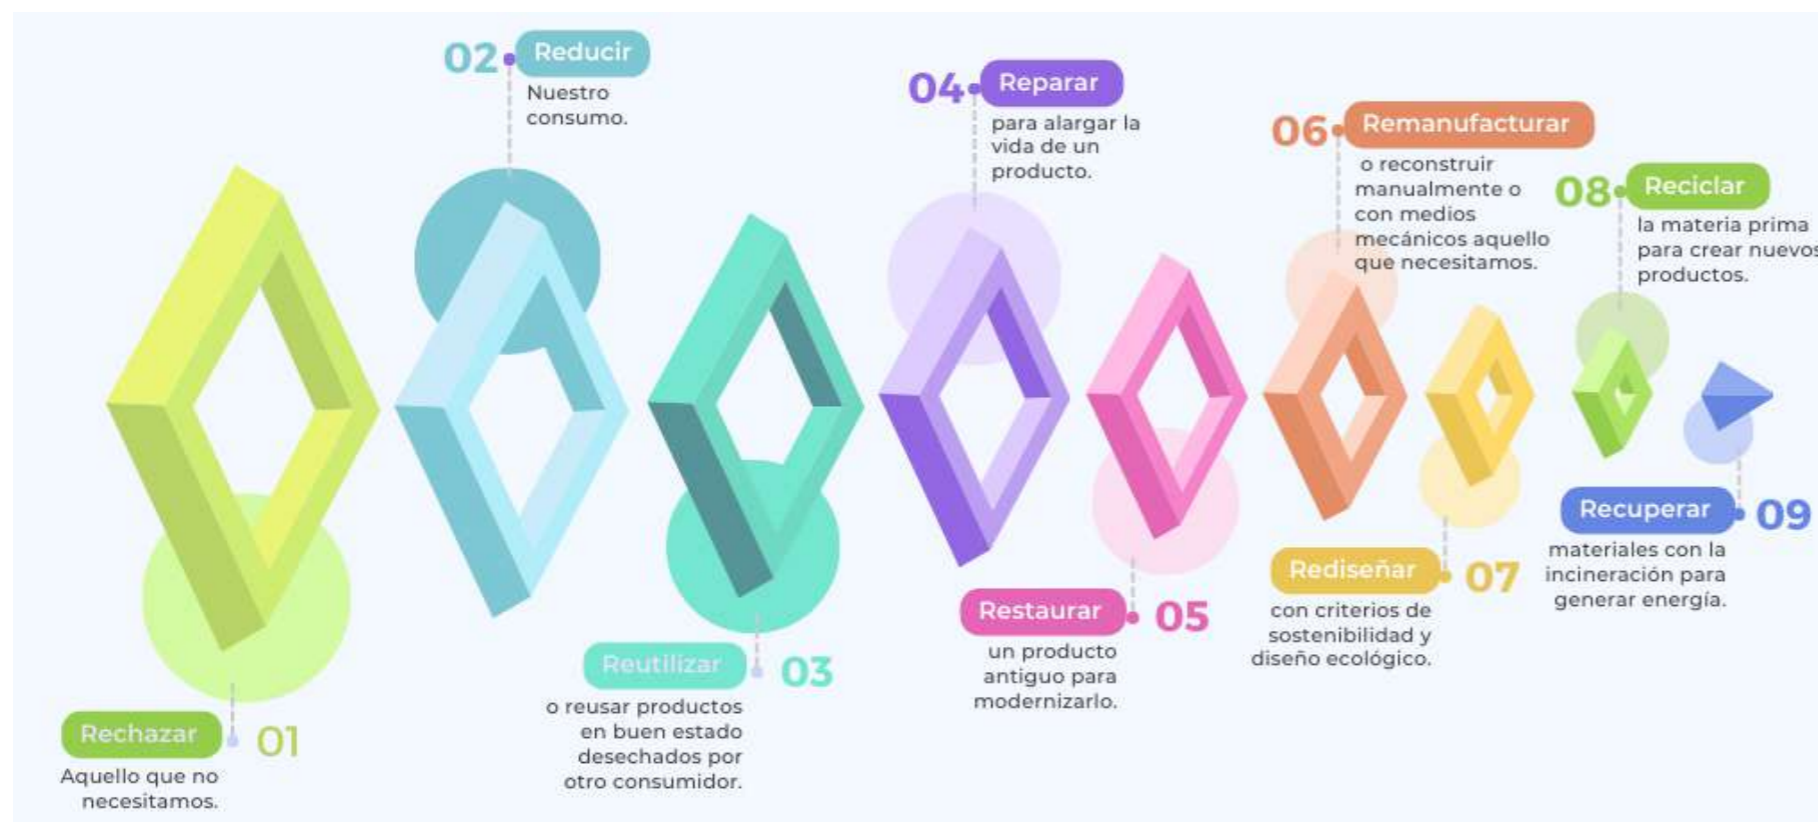 01
Rechazar
Aquello que no
necesitamos.
02
Reducir
Nuestro
consumo.
03
Reutilizar
o reusar productos
en buen estado
desechados por
otro consumidor.
04
Reparar
para alargar la
vida de un
producto.
05
Restaurar
un producto
antiguo para
modernizarlo.
06
Remanufacturar
o reconstruir
manualmente o
con medios
mecánicos aquello
que necesitamos.
07
Rediseñar
con criterios de
sostenibilidad y
diseño ecológico.
08
Reciclar
la materia prima
para crear nuevos
productos.
09
Recuperar
materiales con la
incineración para
generar energía.